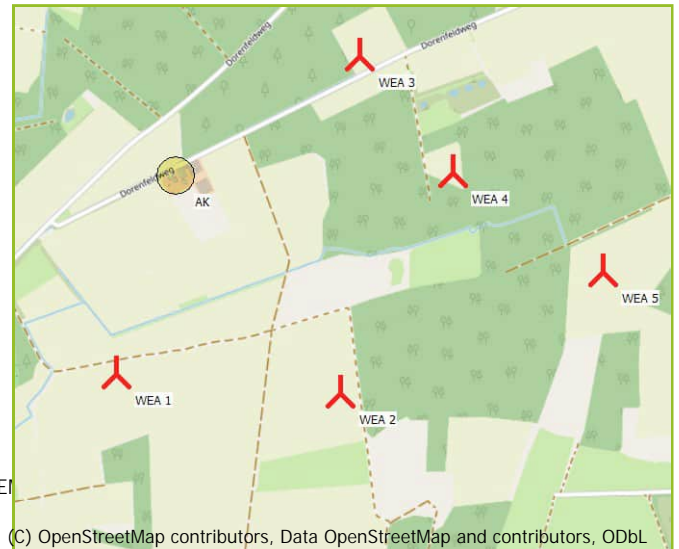 Dorenfeldweg
Dorenfeldweg
WEA 3
WEA 4
Dorenfeldweg
AK
WEA 5
WEA 1
WEA 2
(C) OpenStreetMap contributors, Data OpenStreetMap and contributors, ODbL